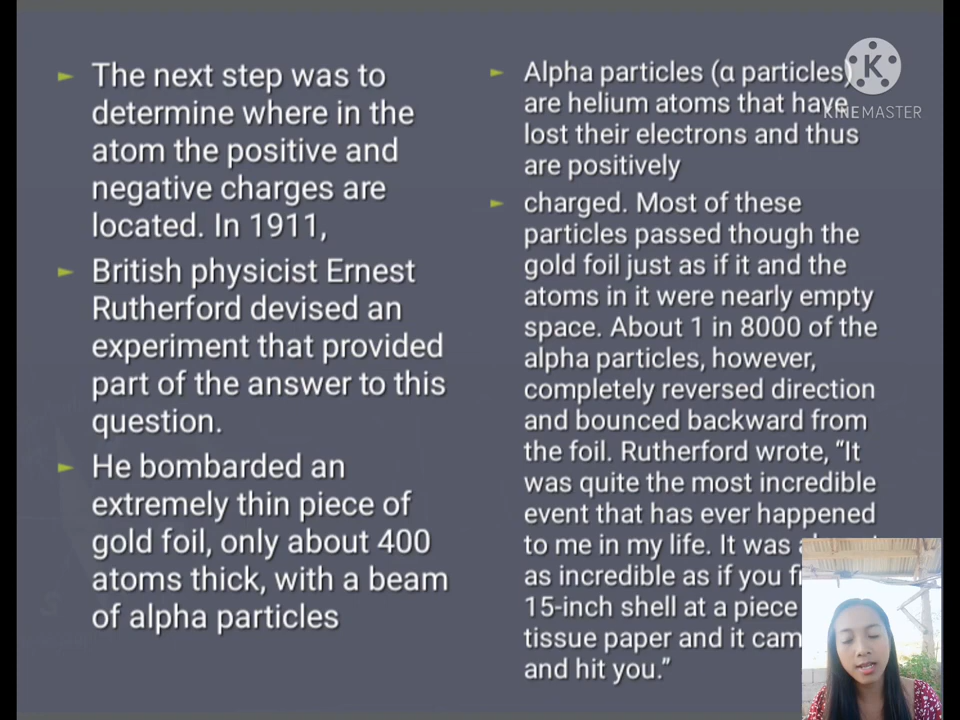 The next step was to
determine where in the
atom the positive and
negative charges are
located. In 1911,
British physicist Ernest
Rutherford devised an
experiment that provided
part of the answer to this
question.
He bombarded an
extremely thin piece of
gold foil, only about 400
atoms thick, with a beam
of alpha particles
Alpha particles (α particles)
are helium atoms that have
lost their electrons and thus
are positively
charged. Most of these
particles passed though the
gold foil just as if it and the
atoms in it were nearly empty
space. About 1 in 8000 of the
alpha particles, however,
completely reversed direction
and bounced backward from
the foil. Rutherford wrote, “It
was quite the most incredible
event that has ever happened
to me in my life. It was
as incredible as if you
15-inch shell at a piece
tissue paper and it
and hit you.”
K
KINEMASTER